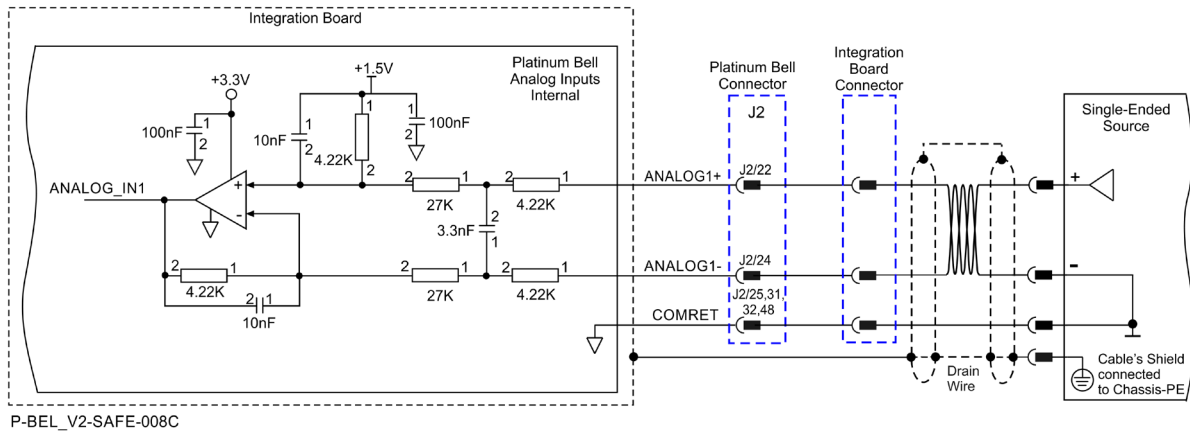 Integration Board
Platinum Bell
Analog Inputs
Internal
+3.3V
+1.5V
100nF
1
2
10nF
1
2
4.22K
1
2
1
2
100nF
ANALOG_IN1
+
-
2
1
27K
2
1
4.22K
3.3nF
2
1
2
1
4.22K
2
1
10nF
2
1
27K
2
1
4.22K
ANALOG1+
ANALOG1-
COMRET
Platinum Bell
Connector
J2
J2/22
J2/24
J2/25,31,
32,48
Integration
Board
Connector
Drain
Wire
Single-Ended
Source
+
-
Cable's Shield
connected
to Chassis-PE
P-BEL_V2-SAFE-008C